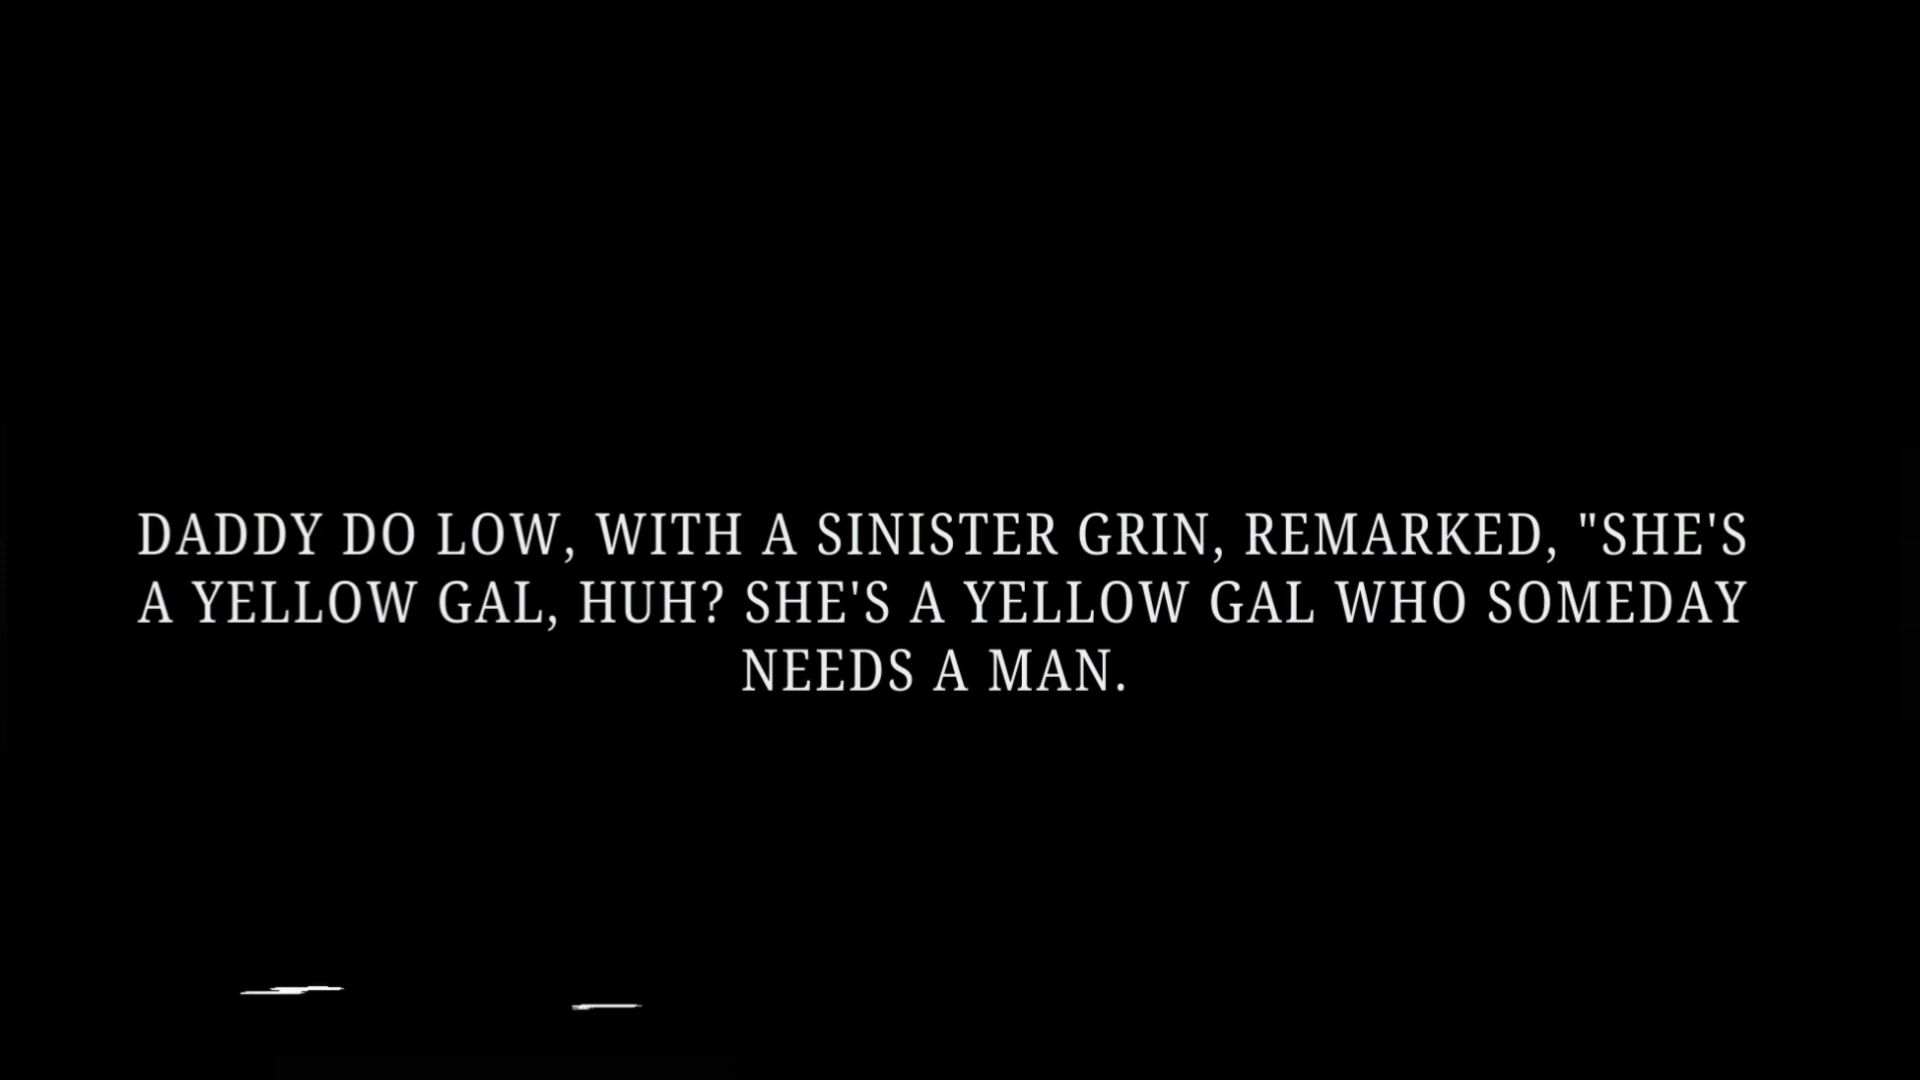 DADDY DO LOW, WITH A SINISTER GRIN, REMARKED, "SHE'S
A YELLOW GAL, HUH? SHE'S A YELLOW GAL WHO SOMEDAY
NEEDS A MAN.